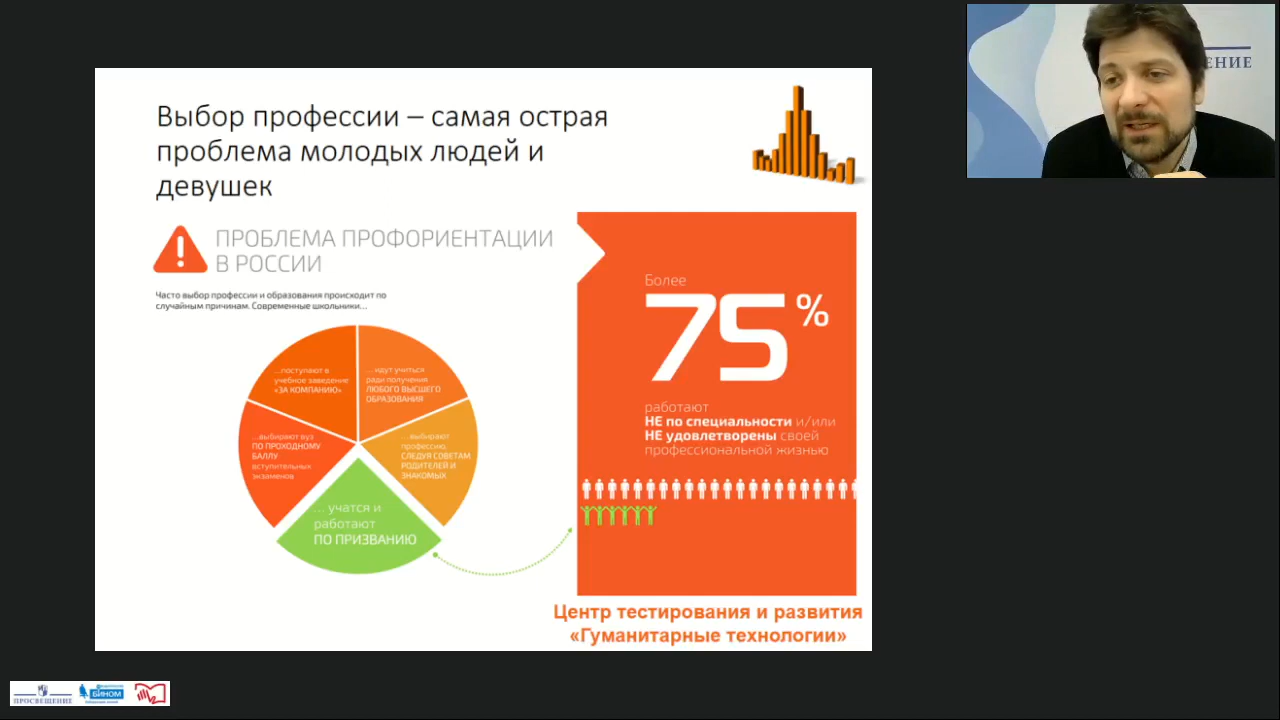 Выбор профессии – самая острая
проблема молодых людей и
девушек
ПРОБЛЕМА ПРОФОРИЕНТАЦИИ
В РОССИИ
Часто выбор профессии и образования происходит по
случайным причинам. Современные школьники...
...поступают в
учебное заведение
«ЗА КОМПАНИЮ»
... идут учиться
ради получения
ЛЮБОГО ВЫСШЕГО
ОБРАЗОВАНИЯ
...выбирают вуз
ПО ПРОХОДНОМУ
БАЛЛУ
вступительных
экзаменов
...выбирают
профессию,
СЛЕДУЯ СОВЕТАМ
РОДИТЕЛЕЙ И
ЗНАКОМЫХ
... учатся и
работают
ПО ПРИЗВАНИЮ
Более
75%
работают
НЕ по специальности и/или
НЕ удовлетворены своей
профессиональной жизнью
Центр тестирования и развития
«Гуманитарные технологии»
ЕНИЕ
ПРОСВЕЩЕНИЕ
БИНОМ